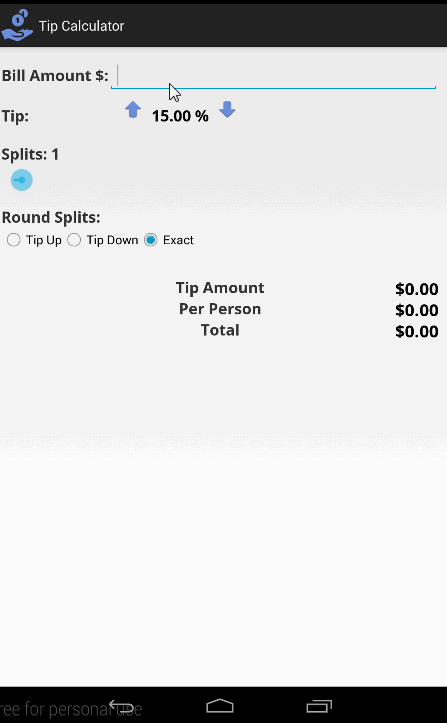 Tip Calculator
Bill Amount $:
Tip: 15.00 %
Splits: 1
Round Splits:
Tip Up Tip Down Exact
Tip Amount $0.00
Per Person $0.00
Total $0.00
ree for personal use